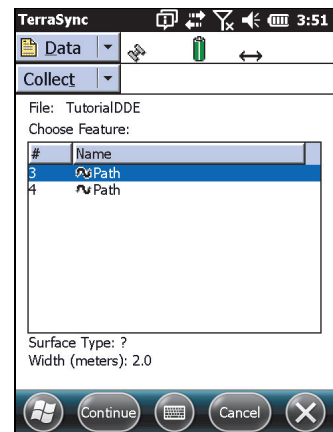 TerraSync 3:51
Data
Collect
File: TutorialDDE
Choose Feature:
# Name
3 Path
4 Path
Surface Type: ?
Width (meters): 2.0
Continue Cancel